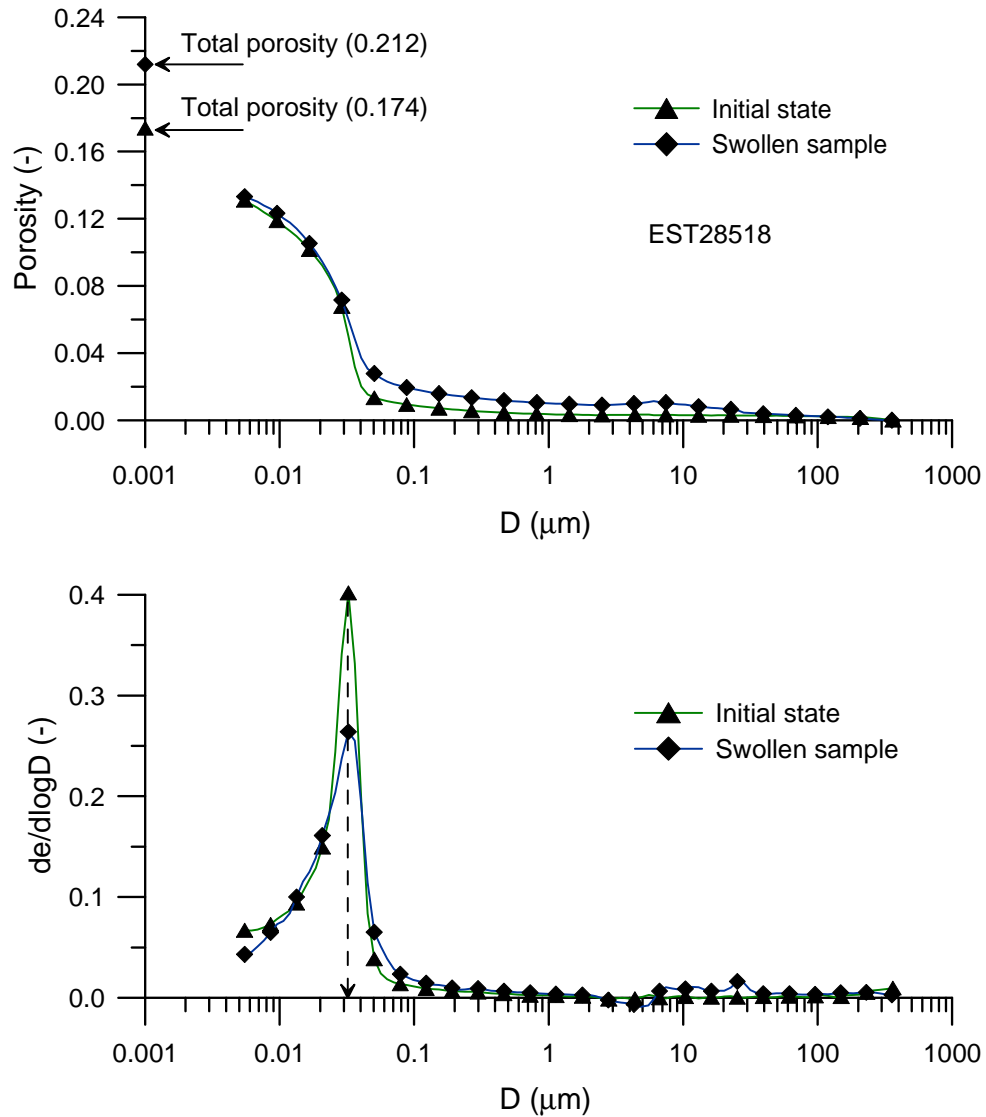 0.24
Total porosity (0.212)
0.20
Total porosity (0.174)
Initial state
0.16
Swollen sample
Porosity (-)
0.12
EST28518
0.08
0.04
0.00
0.001 0.01 0.1 1 10 100 1000
D (μm)
0.4
0.3
Initial state
Swollen sample
de/dlogD (-)
0.2
0.1
0.0
0.001 0.01 0.1 1 10 100 1000
D (μm)